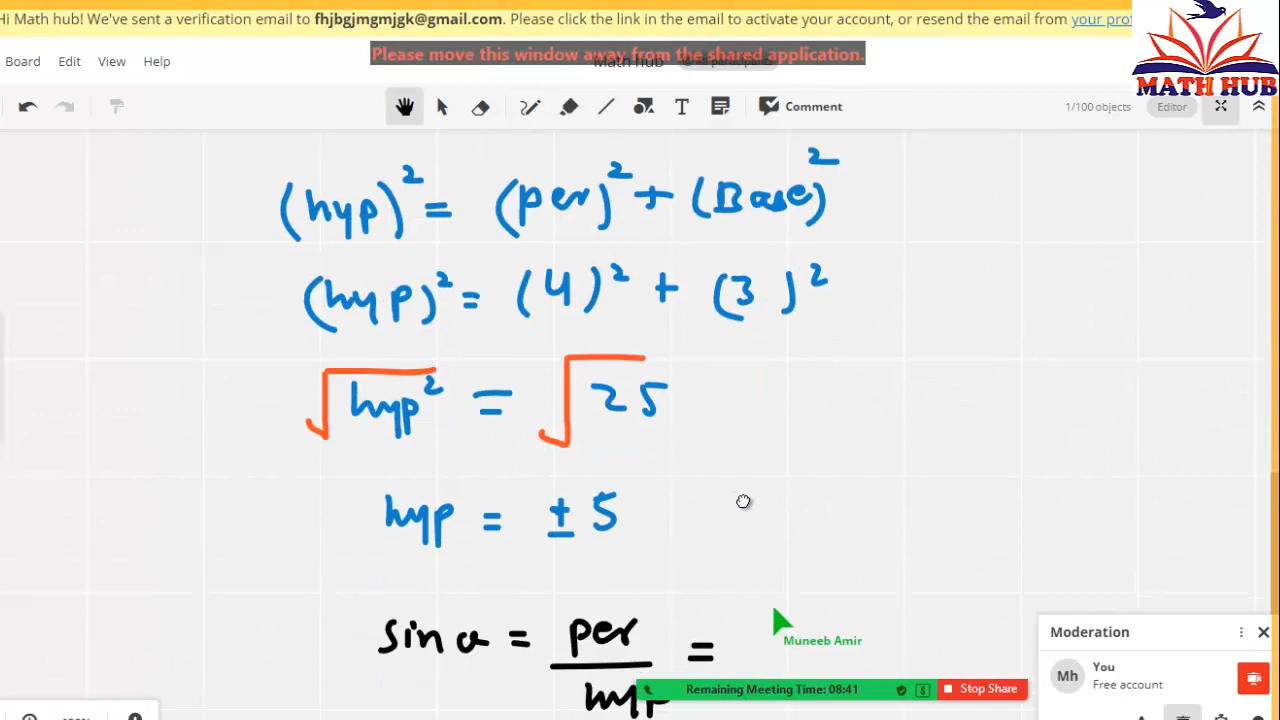 Hi Math hub! We've sent a verification email to fhjbgjmgmjgk@gmail.com. Please click the link in the email to activate your account, or resend the email from your prof
Please move this window away from the shared application.
Board Edit View Help
Math hub
MATH HUB
T Comment 1/100 objects Editor
(hyp)² = (per)² + (Base)²
(hyp)² = (4)² + (3)²
√hyp² = √25
hyp = ± 5
Muneeb Amir
sin α = per/hyp =
Remaining Meeting Time: 08:41 Stop Share
Moderation
Mh You
Free account